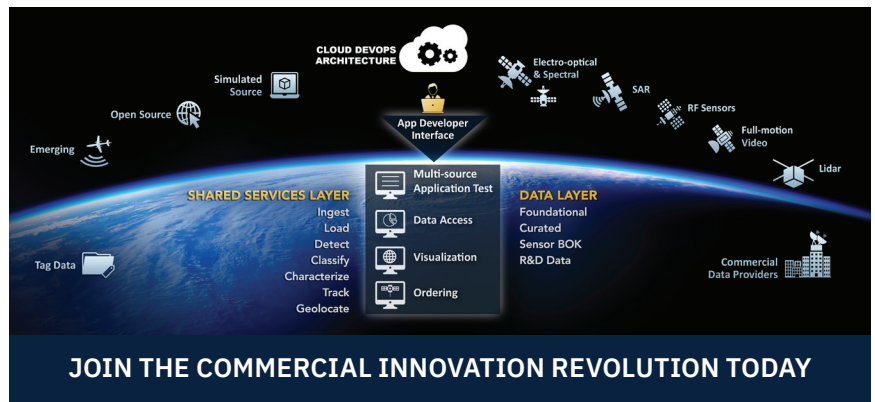 CLOUD DEVOPS
ARCHITECTURE
Electro-optical
& Spectral
Simulated
Source
SAR
Open Source
RF Sensors
App Developer
Interface
Full-motion
Video
Emerging
Lidar
Multi-source
Application Test
SHARED SERVICES LAYER
Ingest
Load
Detect
Classify
Characterize
Track
Geolocate
Data Access
Visualization
Ordering
DATA LAYER
Foundational
Curated
Sensor BOK
R&D Data
Tag Data
Commercial
Data Providers
JOIN THE COMMERCIAL INNOVATION REVOLUTION TODAY